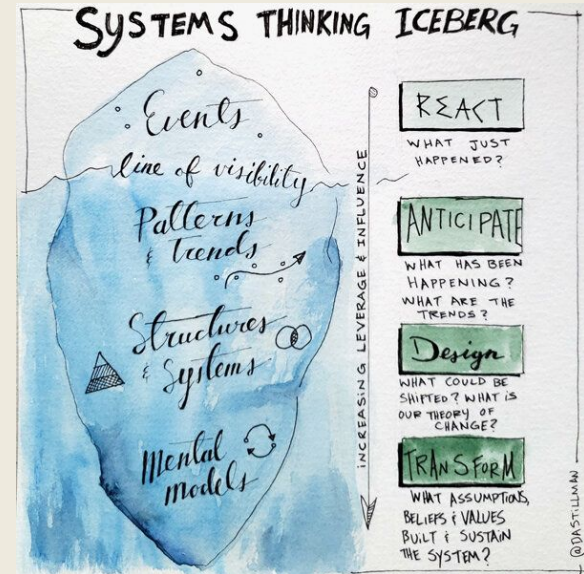 SYSTEMS THINKING ICEBERG
Events
line of visibility
Patterns
& Trends
Structures
& Systems
Mental
models
INCREASING LEVERAGE & INFLUENCE
REACT
WHAT JUST
HAPPENED?
ANTICIPATE
WHAT HAS BEEN
HAPPENING?
WHAT ARE THE
TRENDS?
Design
WHAT COULD BE
SHIFTED? WHAT IS
OUR THEORY OF
CHANGE?
TRANSFORM
WHAT ASSUMPTIONS,
BELIEFS & VALUES
BUILT & SUSTAIN
THE SYSTEM?
@DASTILLMAN